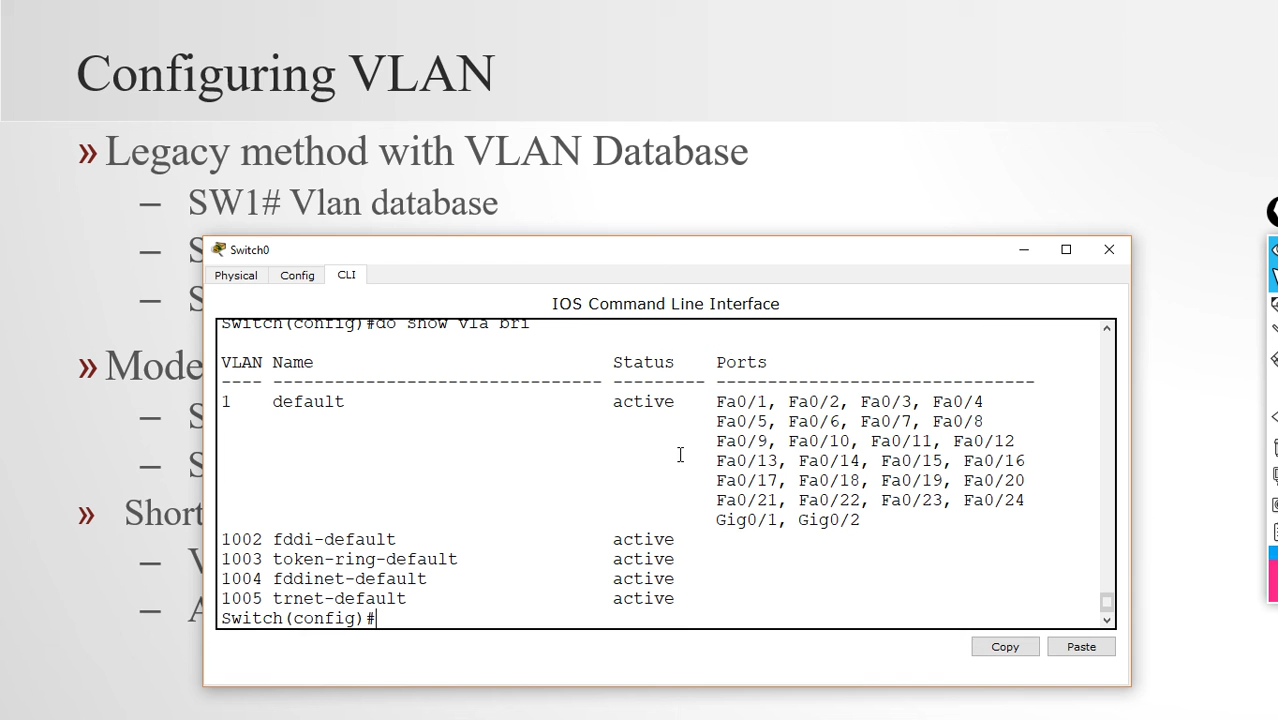 Configuring VLAN
» Legacy method with VLAN Database
– SW1# Vlan database
– S
– S
» Mode
– S
– S
» Short
– V
– A
Switch0
Physical Config CLI
IOS Command Line Interface
Switch(config)#do show vla bri
VLAN Name Status Ports
---- -------------------------------- --------- -------------------------------
1 default active Fa0/1, Fa0/2, Fa0/3, Fa0/4
Fa0/5, Fa0/6, Fa0/7, Fa0/8
Fa0/9, Fa0/10, Fa0/11, Fa0/12
Fa0/13, Fa0/14, Fa0/15, Fa0/16
Fa0/17, Fa0/18, Fa0/19, Fa0/20
Fa0/21, Fa0/22, Fa0/23, Fa0/24
Gig0/1, Gig0/2
1002 fddi-default active
1003 token-ring-default active
1004 fddinet-default active
1005 trnet-default active
Switch(config)#
Copy Paste